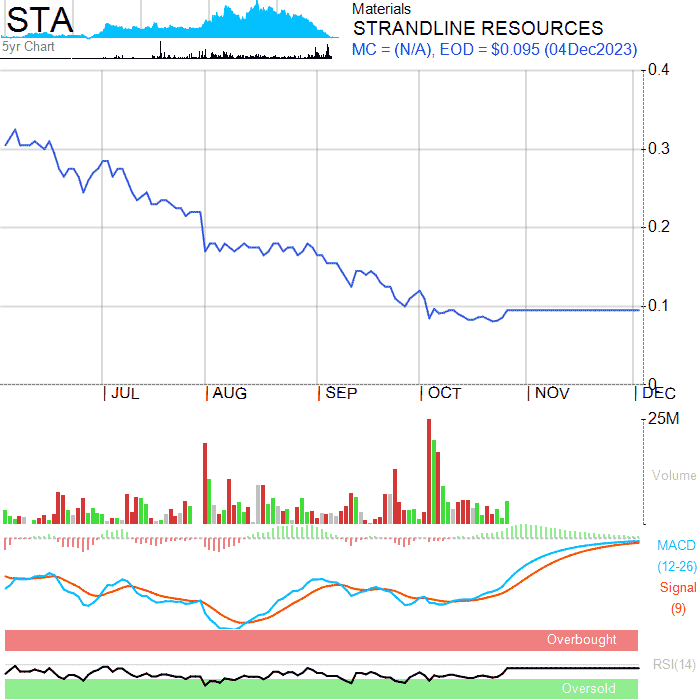 STA
5yr Chart
Materials
STRANDLINE RESOURCES
MC = (N/A), EOD = $0.095 (04Dec2023)
0.4
0.3
0.2
0.1
0
JUL AUG SEP OCT NOV DEC
25M
Volume
MACD
(12-26)
Signal
(9)
Overbought
RSI(14)
Oversold